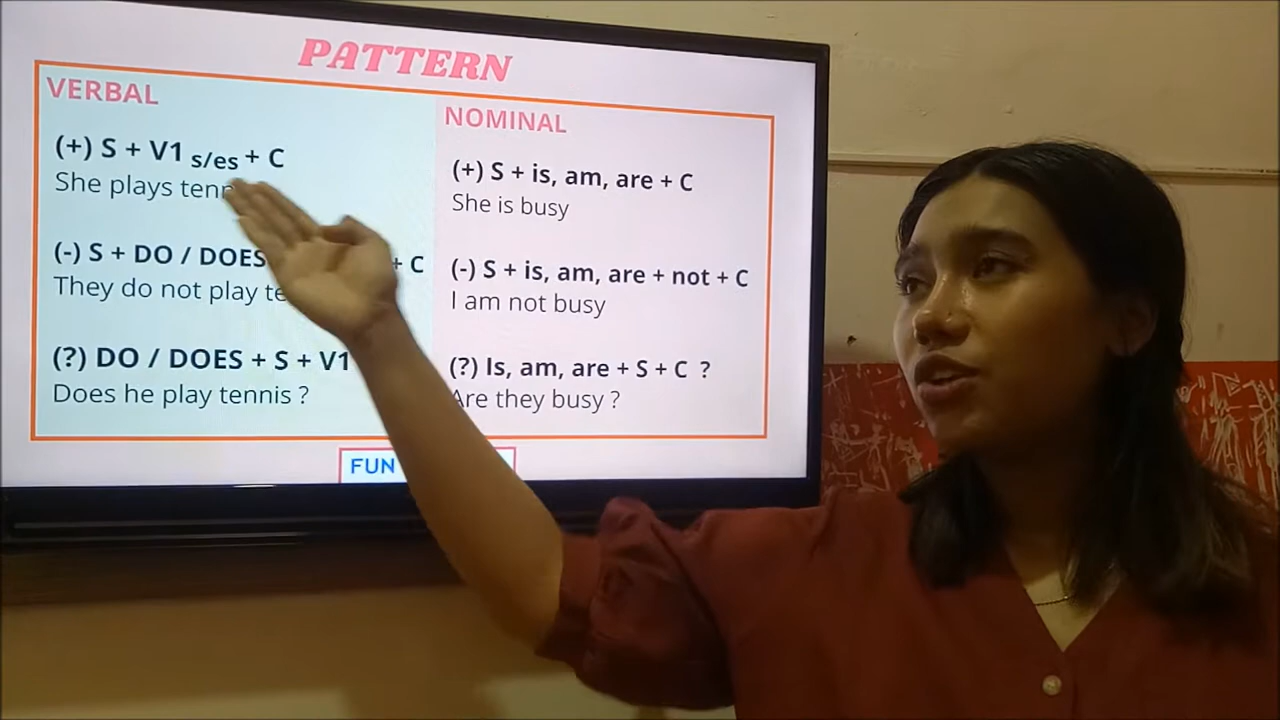 PATTERN
VERBAL
(+) S + V1 s/es + C
She plays
(-) S + DO / DOES + C
They do not play
(?) DO / DOES + S + V1
Does he play tennis ?
NOMINAL
(+) S + is, am, are + C
She is busy
(-) S + is, am, are + not + C
I am not busy
(?) Is, am, are + S + C ?
Are they busy ?
FUN